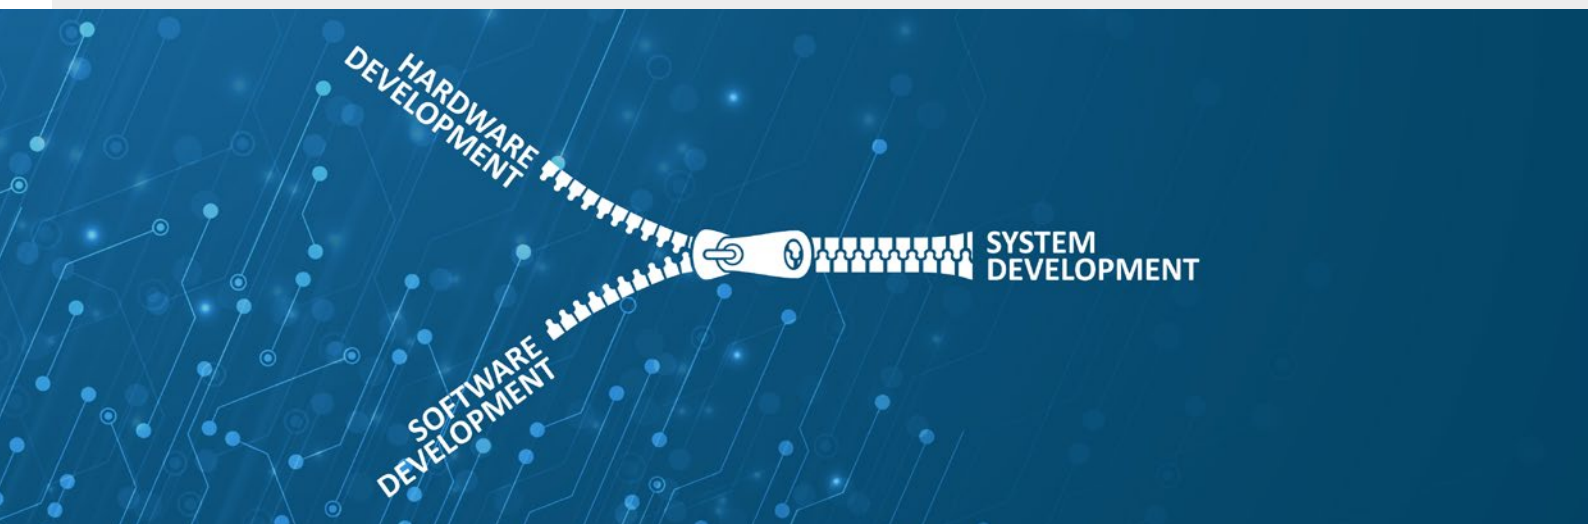 HARDWARE
DEVELOPMENT
SYSTEM
DEVELOPMENT
SOFTWARE
DEVELOPMENT